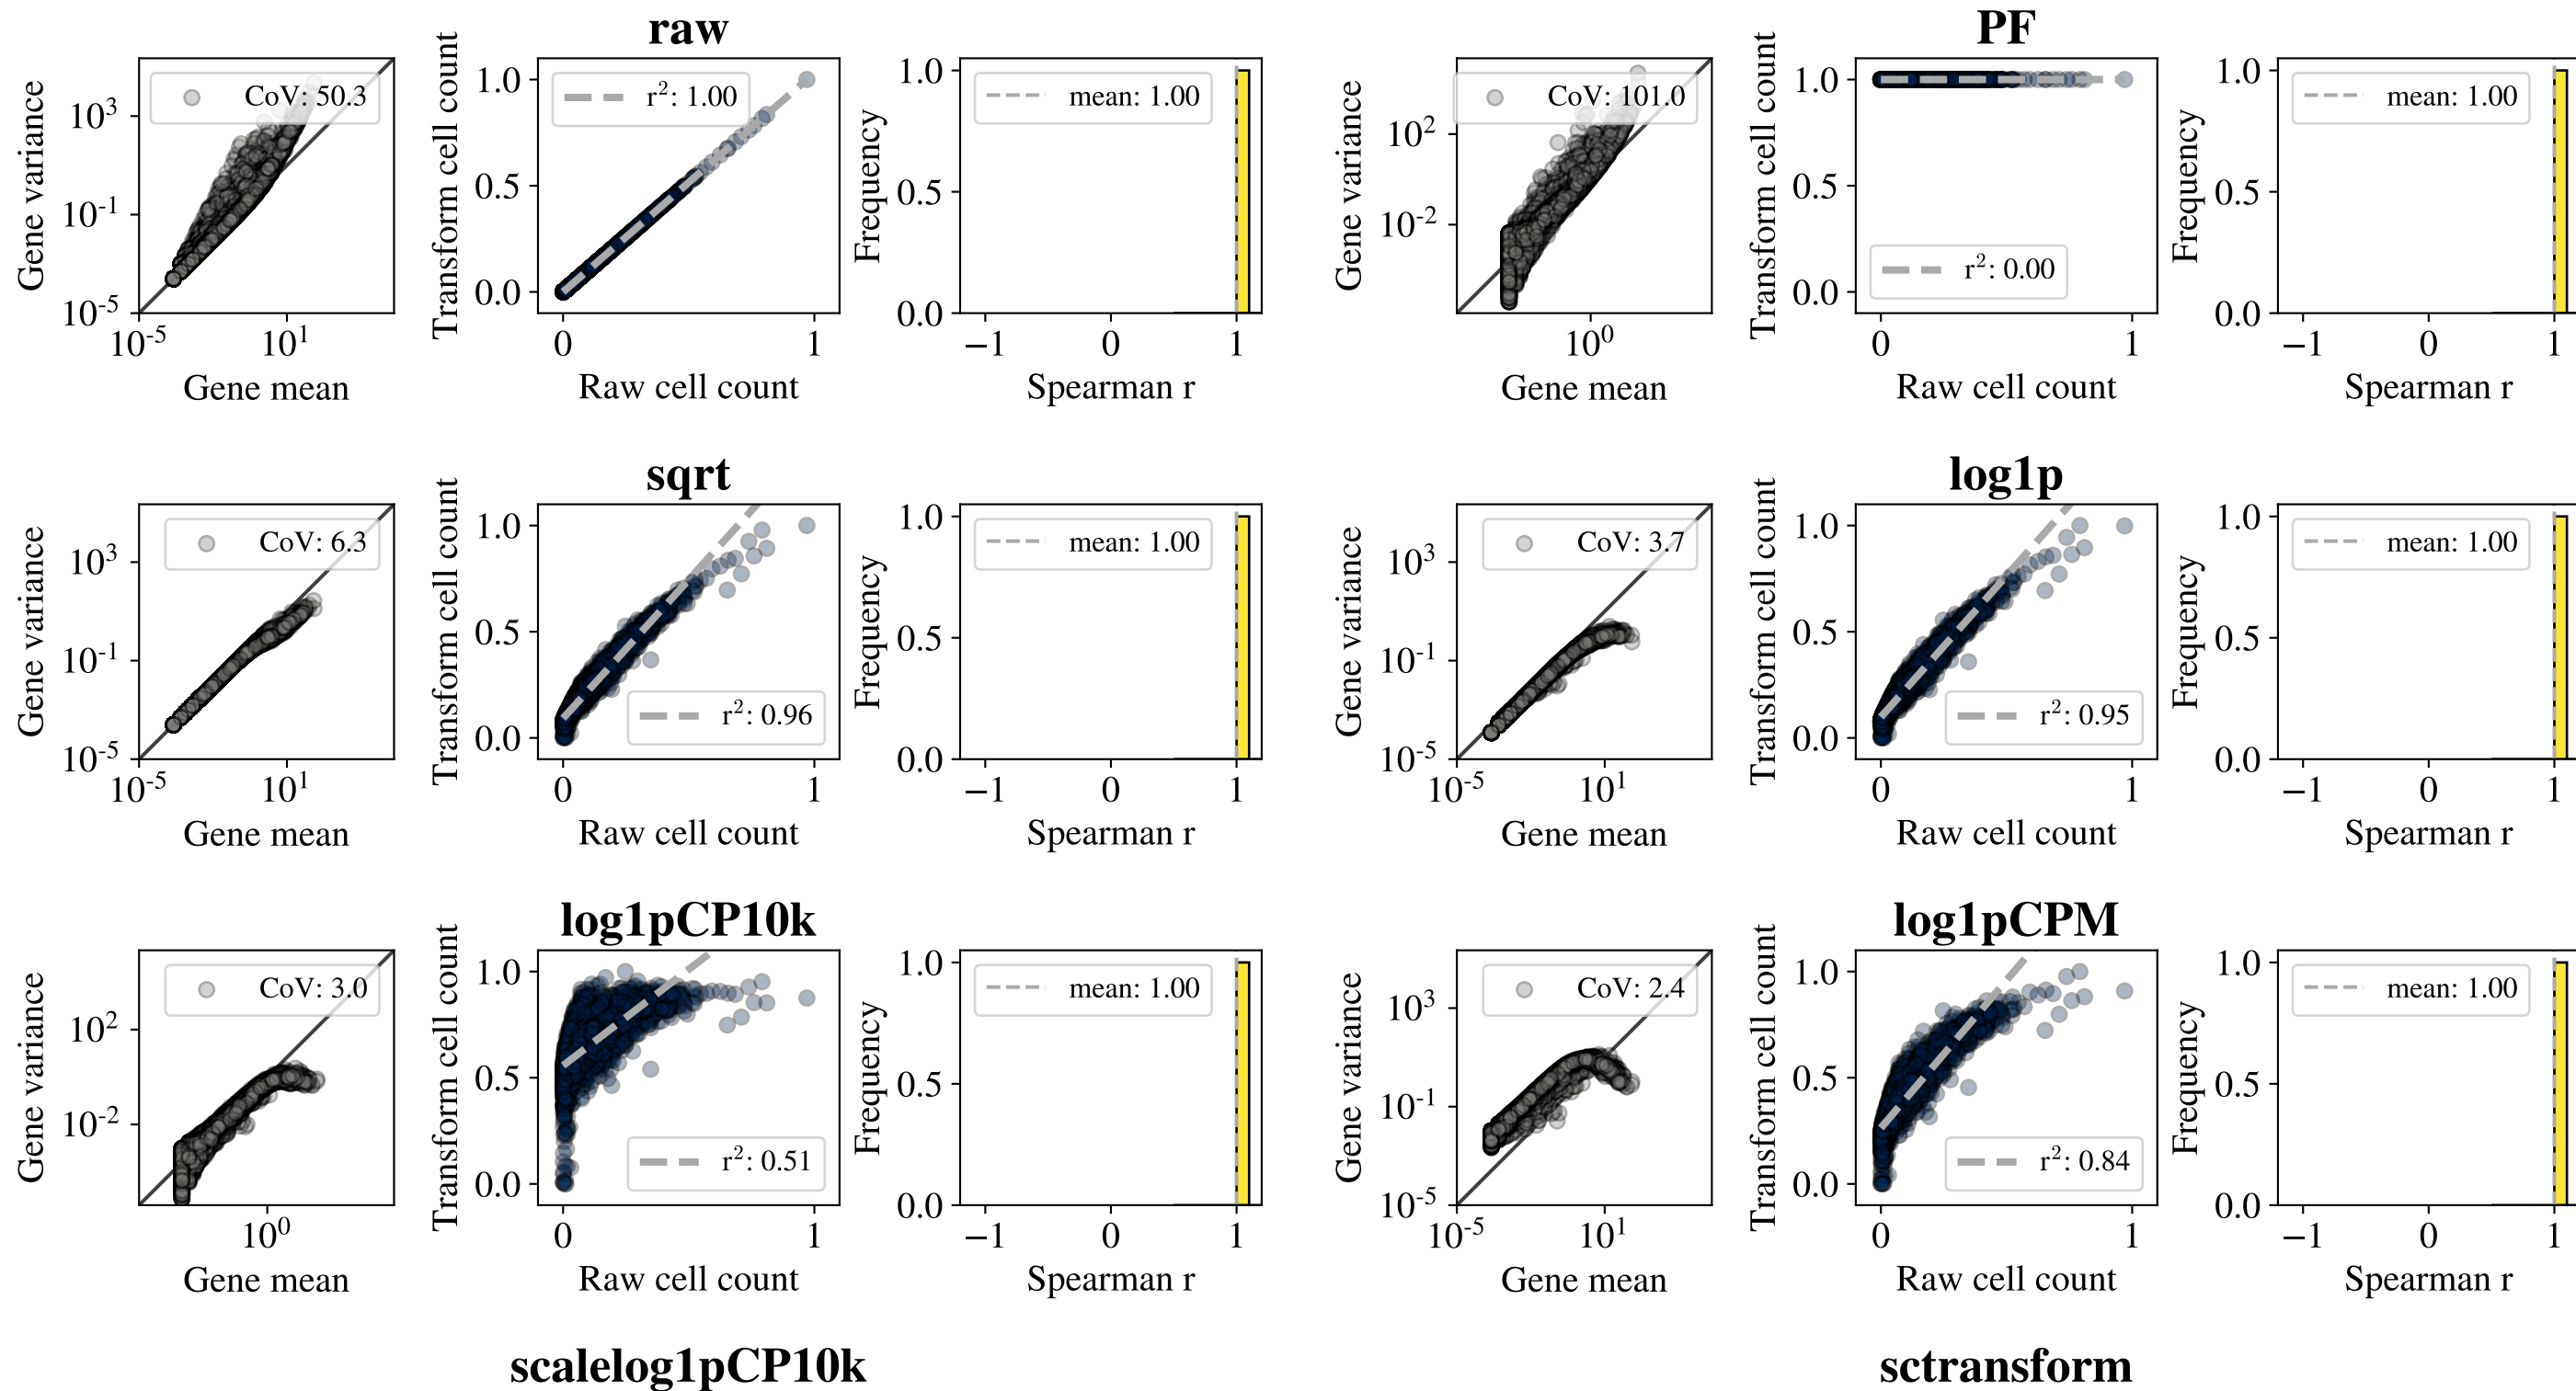 raw
Gene variance
10^3
10^-1
10^-5
CoV: 50.3
10^-5
10^1
Gene mean
Transform cell count
1.0
0.5
0.0
r^2: 1.00
0
1
Raw cell count
Frequency
1.0
0.5
0.0
mean: 1.00
−1
0
1
Spearman r
PF
Gene variance
10^2
10^-2
CoV: 101.0
10^0
Gene mean
Transform cell count
1.0
0.5
0.0
r^2: 0.00
0
1
Raw cell count
Frequency
1.0
0.5
0.0
mean: 1.00
−1
0
1
Spearman r
sqrt
Gene variance
10^3
10^-1
10^-5
CoV: 6.3
10^-5
10^1
Gene mean
Transform cell count
1.0
0.5
0.0
r^2: 0.96
0
1
Raw cell count
Frequency
1.0
0.5
0.0
mean: 1.00
−1
0
1
Spearman r
log1p
Gene variance
10^3
10^-1
10^-5
CoV: 3.7
10^-5
10^1
Gene mean
Transform cell count
1.0
0.5
0.0
r^2: 0.95
0
1
Raw cell count
Frequency
1.0
0.5
0.0
mean: 1.00
−1
0
1
Spearman r
log1pCP10k
Gene variance
10^2
10^-2
CoV: 3.0
10^0
Gene mean
Transform cell count
1.0
0.5
0.0
r^2: 0.51
0
1
Raw cell count
Frequency
1.0
0.5
0.0
mean: 1.00
−1
0
1
Spearman r
log1pCPM
Gene variance
10^3
10^-1
10^-5
CoV: 2.4
10^-5
10^1
Gene mean
Transform cell count
1.0
0.5
0.0
r^2: 0.84
0
1
Raw cell count
Frequency
1.0
0.5
0.0
mean: 1.00
−1
0
1
Spearman r
scalelog1pCP10k
sctransform